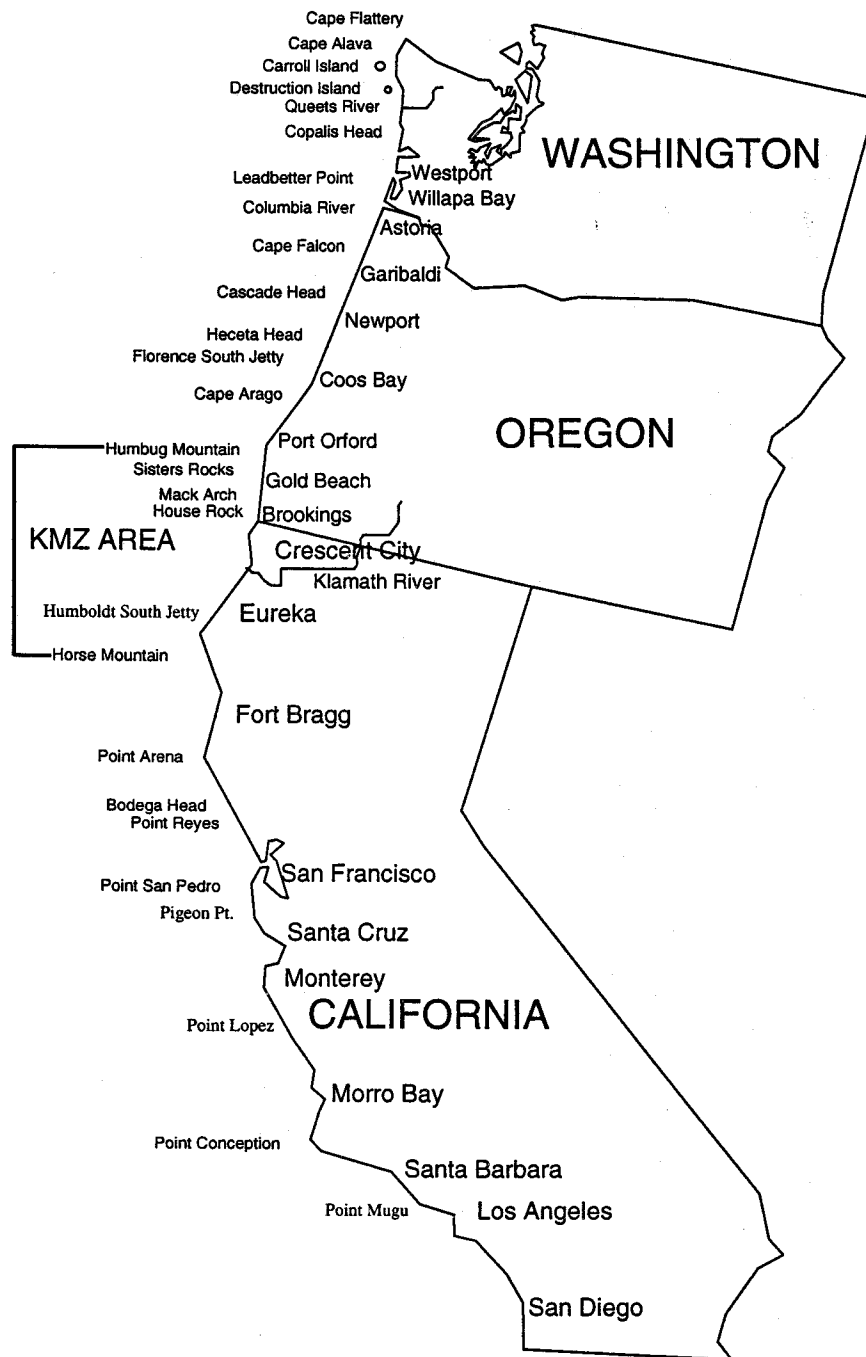 Cape Flattery
Cape Alava
Carroll Island
Destruction Island
Queets River
Copalis Head
WASHINGTON
Westport
Leadbetter Point
Willapa Bay
Columbia River
Astoria
Cape Falcon
Garibaldi
Cascade Head
Newport
Heceta Head
Florence South Jetty
Coos Bay
Cape Arago
OREGON
Port Orford
Humbug Mountain
Sisters Rocks
Gold Beach
Mack Arch
House Rock
Brookings
KMZ AREA
Crescent City
Klamath River
Humboldt South Jetty
Eureka
Horse Mountain
Fort Bragg
Point Arena
Bodega Head
Point Reyes
San Francisco
Point San Pedro
Pigeon Pt.
Santa Cruz
Monterey
CALIFORNIA
Point Lopez
Morro Bay
Point Conception
Santa Barbara
Point Mugu
Los Angeles
San Diego